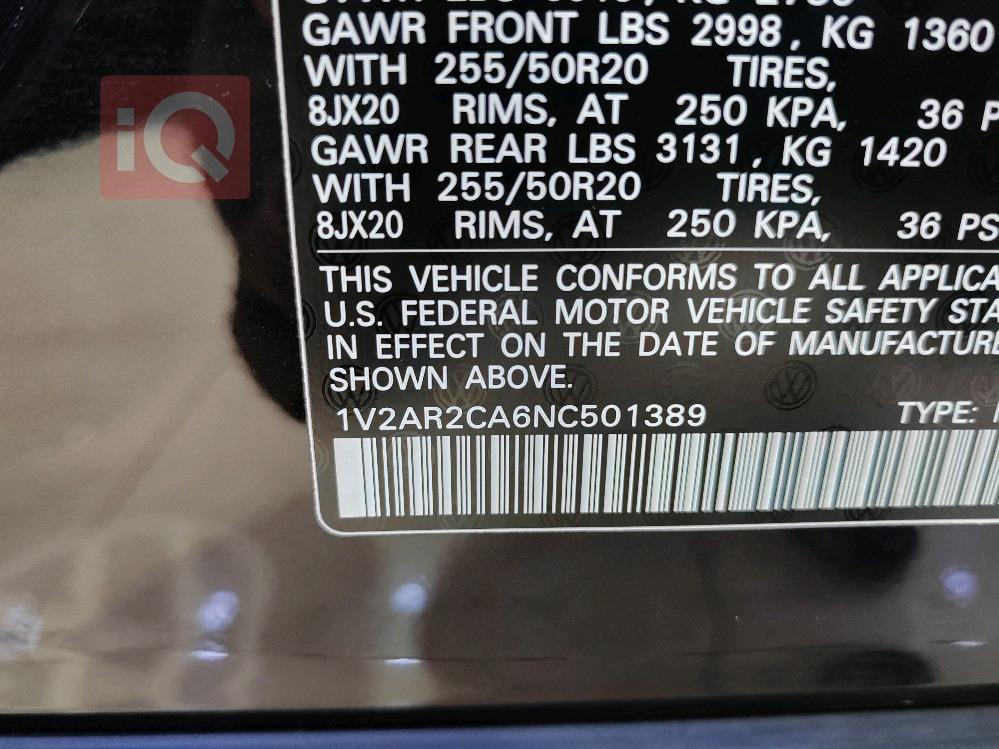 GAWR FRONT LBS 2998, KG 1360
WITH 255/50R20 TIRES,
8JX20 RIMS, AT 250 KPA, 36
GAWR REAR LBS 3131, KG 1420
WITH 255/50R20 TIRES,
8JX20 RIMS, AT 250 KPA, 36 PS
THIS VEHICLE CONFORMS TO ALL
U.S. FEDERAL MOTOR VEHICLE SAFETY
IN EFFECT ON THE DATE OF MANUFACTURE
SHOWN ABOVE.
1V2AR2CA6NC501389 TYPE:
iQ